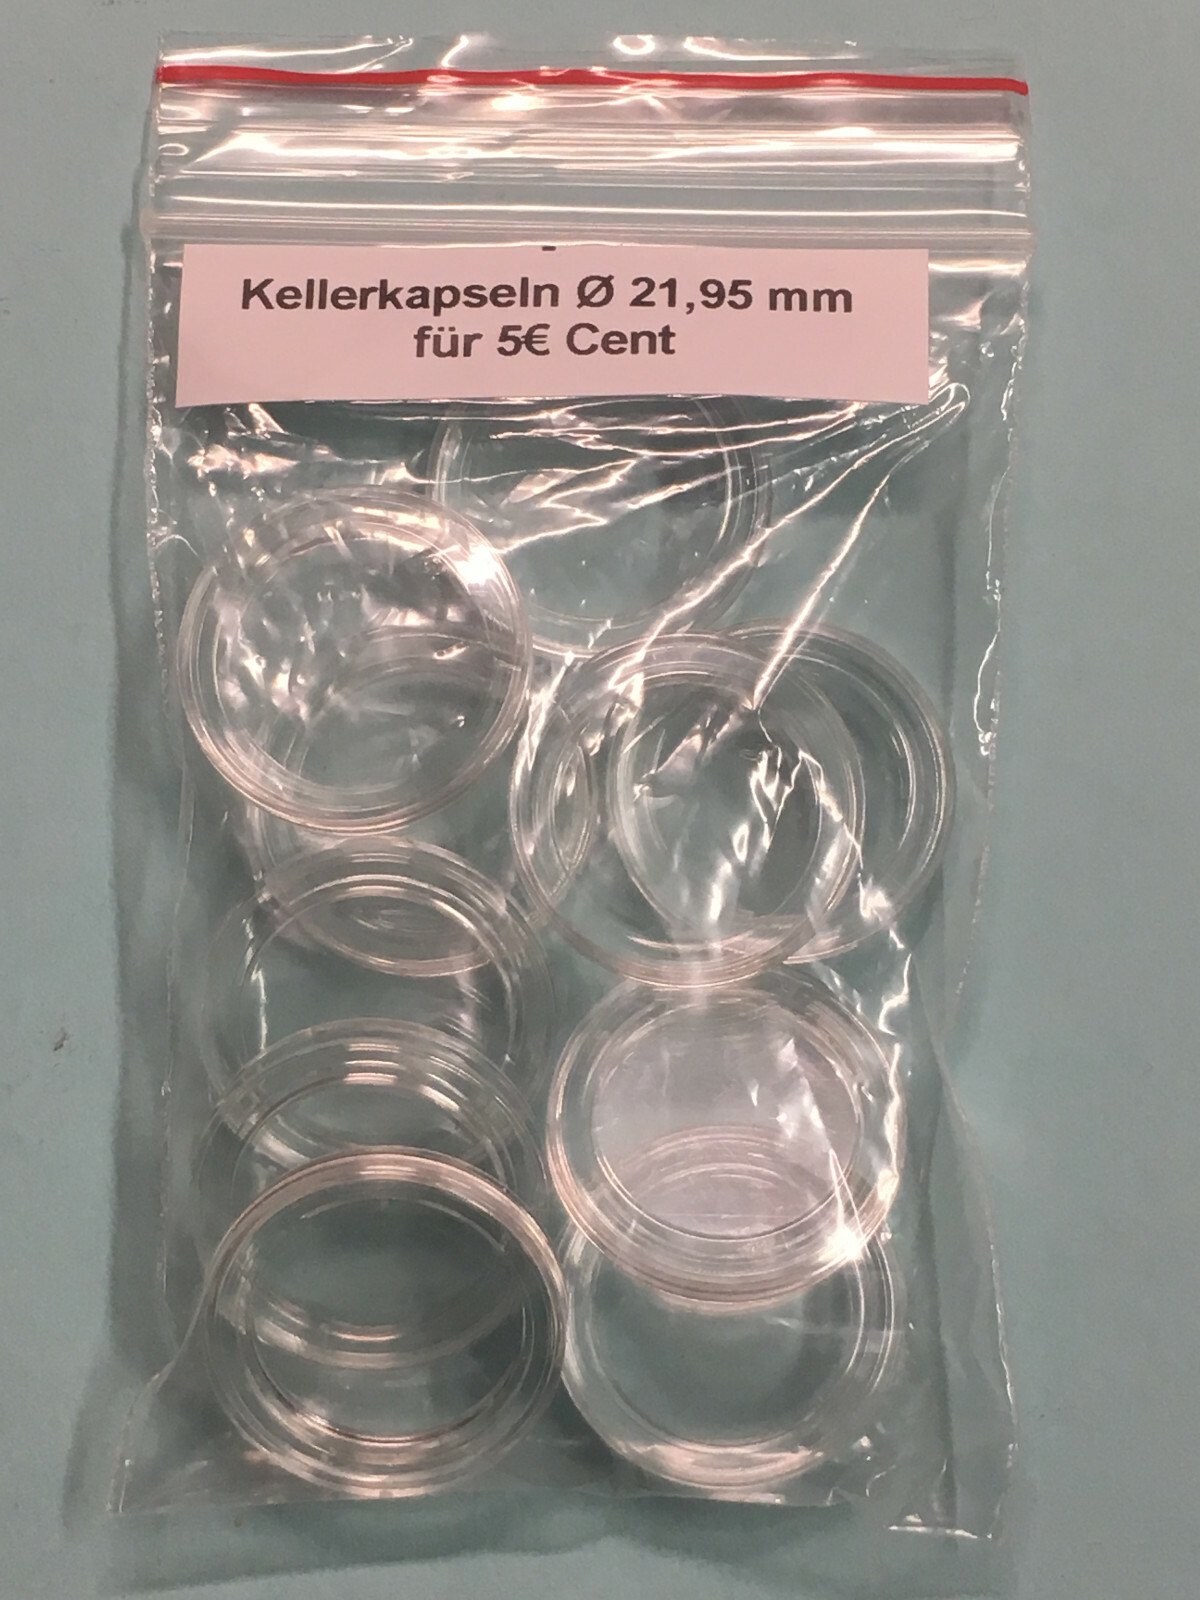 Kellerkapseln Ø 21,95 mm
für 5€ Cent